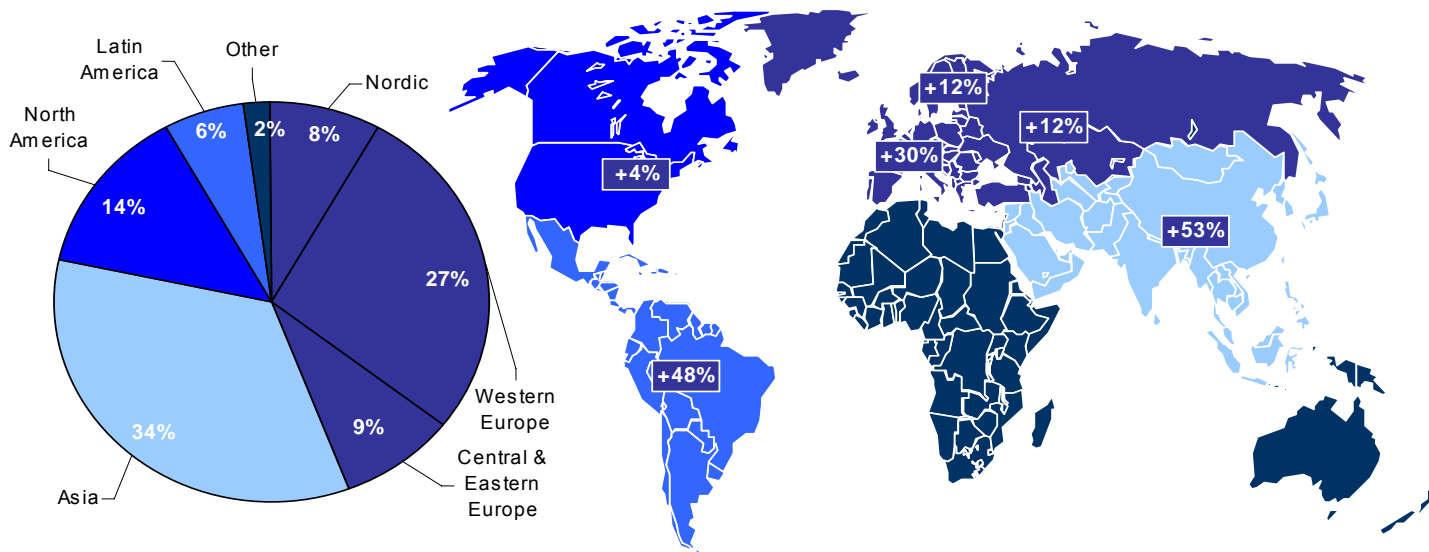 Latin
America
Other
Nordic
North
America
6%
2%
8%
14%
27%
34%
9%
Western
Europe
Central &
Eastern
Europe
Asia
+12%
+12%
+30%
+4%
+53%
+48%